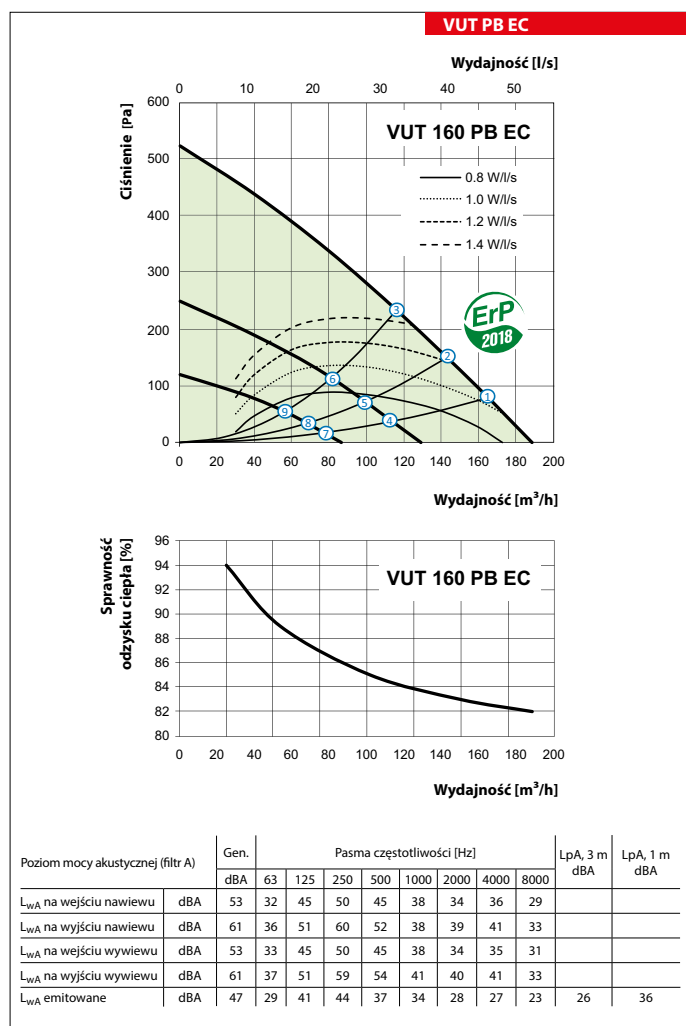 VUT PB EC
Wydajność [l/s]
0 10 20 30 40 50
Ciśnienie [Pa]
600
500
400
300
200
100
0
VUT 160 PB EC
0.8 W/l/s
1.0 W/l/s
1.2 W/l/s
1.4 W/l/s
ErP
2018
3
2
1
6
5
4
9
8
7
0 20 40 60 80 100 120 140 160 180 200
Wydajność [m³/h]
Sprawność
odzysku ciepła [%]
96
94
92
90
88
86
84
82
80
VUT 160 PB EC
0 20 40 60 80 100 120 140 160 180 200
Wydajność [m³/h]
Poziom mocy akustycznej (filtr A) Gen. Pasma częstotliwości [Hz] LpA, 3 m dBA LpA, 1 m dBA
dBA 63 125 250 500 1000 2000 4000 8000
LwA na wejściu nawiewu dBA 53 32 45 50 45 38 34 36 29
LwA na wyjściu nawiewu dBA 61 36 51 60 52 38 39 41 33
LwA na wejściu wywiewu dBA 53 33 45 50 45 38 34 35 31
LwA na wyjściu wywiewu dBA 61 37 51 59 54 41 40 41 33
LwA emitowane dBA 47 29 41 44 37 34 28 27 23 26 36